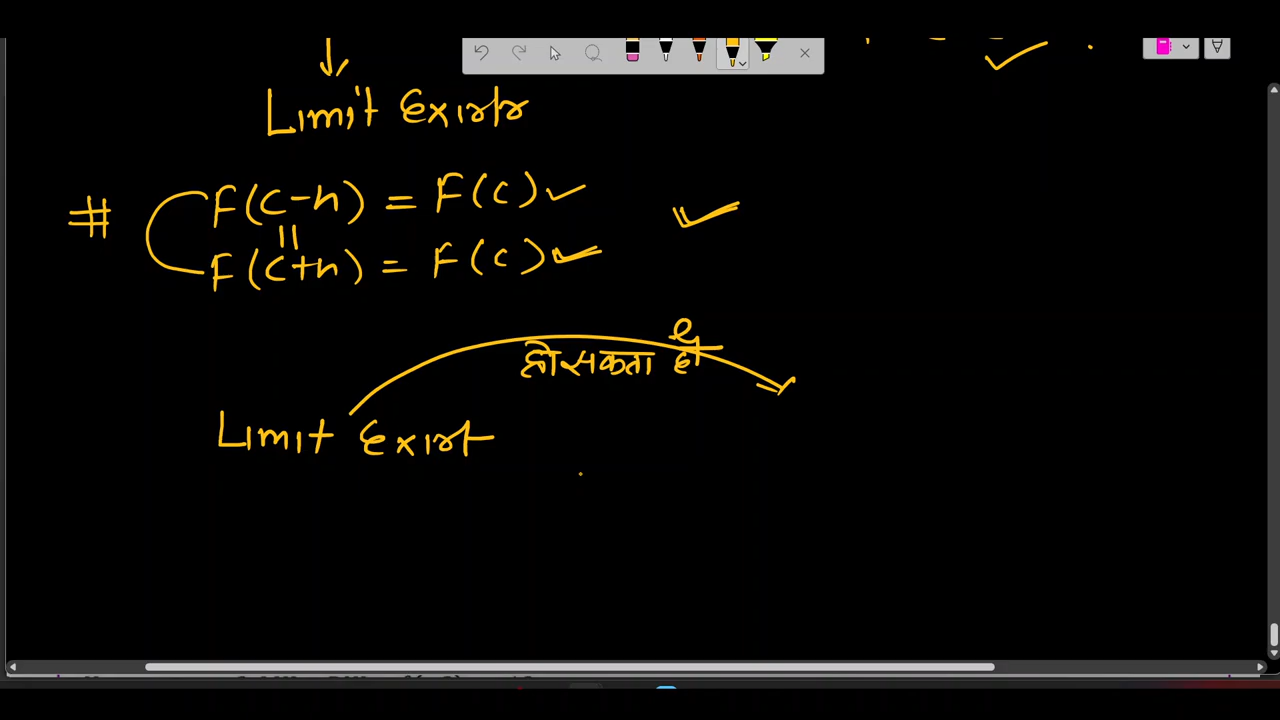 Limit Exists
# F(c-h) = F(c) ✓
||
F(c+h) = F(c) ✓
हो सकता है
Limit Exist